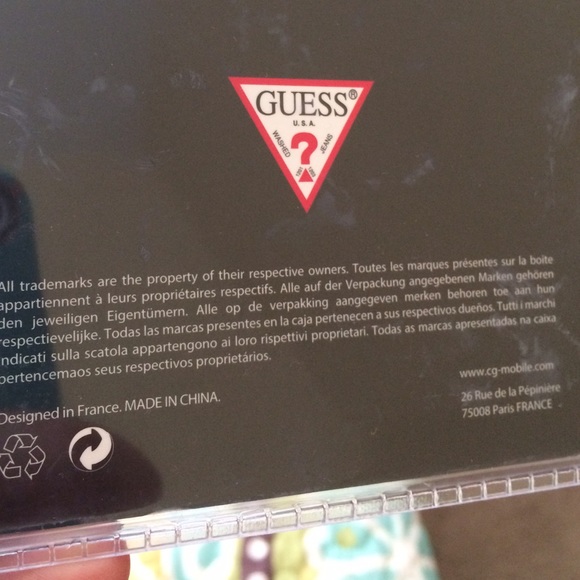 GUESS®
U.S.A.
WASHED ? JEANS
All trademarks are the property of their respective owners. Toutes les marques présentes sur la boite
appartiennent à leurs propriétaires respectifs. Alle auf der Verpackung angegebenen Marken gehören
den jeweiligen Eigentümern. Alle op de verpakking aangegeven merken behoren toe aan hun
respectievelijke. Todas las marcas presentes en la caja pertenecen a sus respectivos dueños. Tutti i marchi
indicati sulla scatola appartengono ai loro rispettivi proprietari. Todas as marcas apresentadas na caixa
pertencemaos seus respectivos proprietários.
www.cg-mobile.com
Designed in France. MADE IN CHINA.
26 Rue de la Pépinière
75008 Paris FRANCE